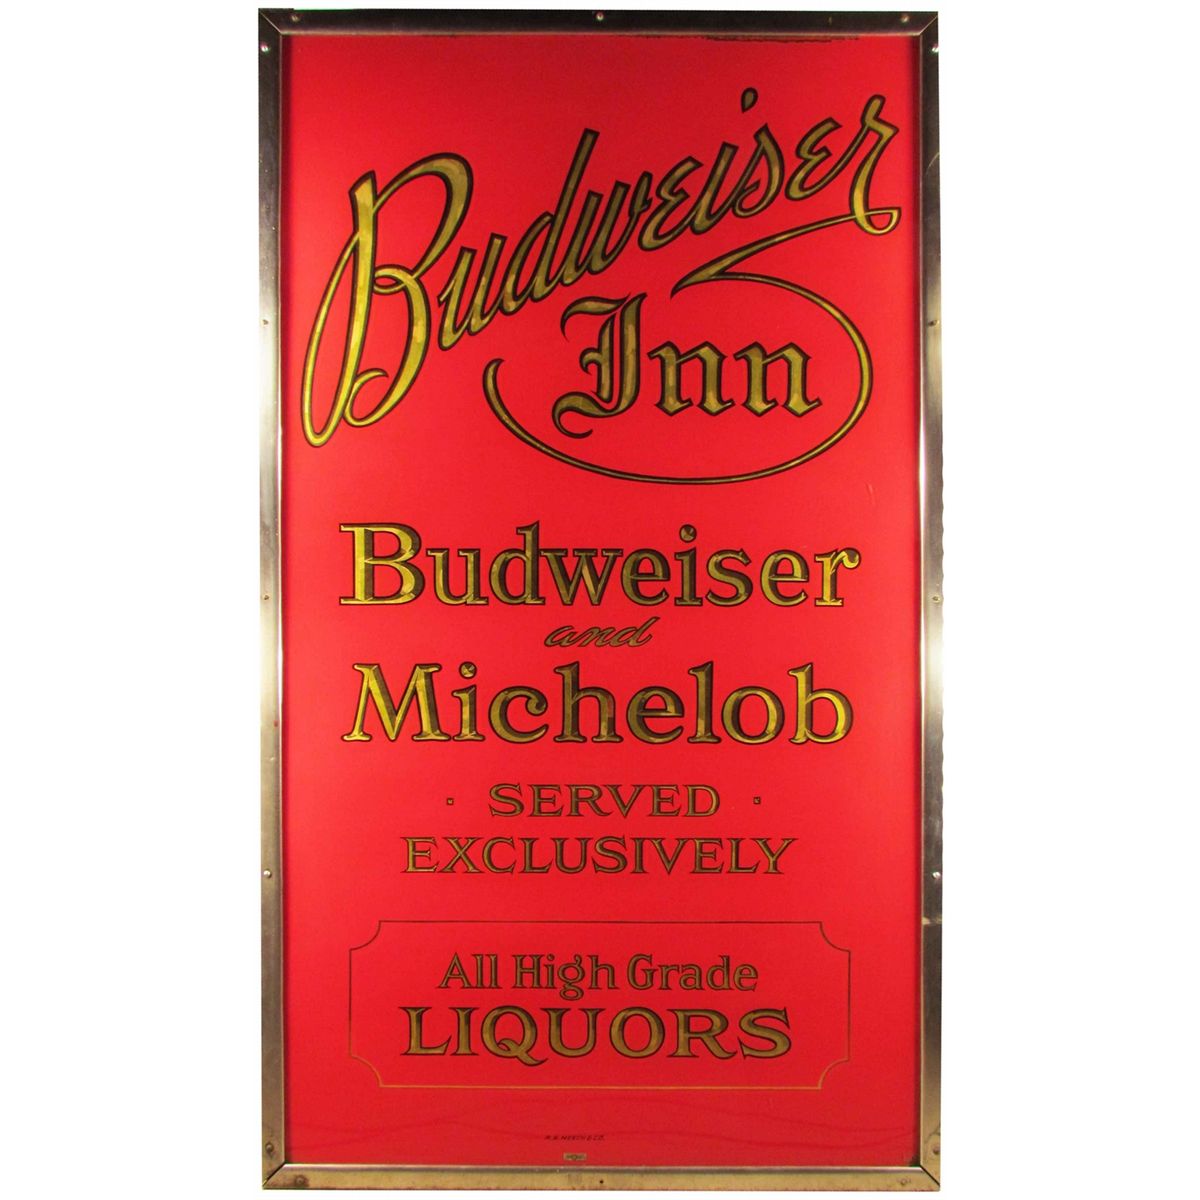 Budweiser
Inn
Budweiser
and
Michelob
· SERVED ·
EXCLUSIVELY
All High Grade
LIQUORS